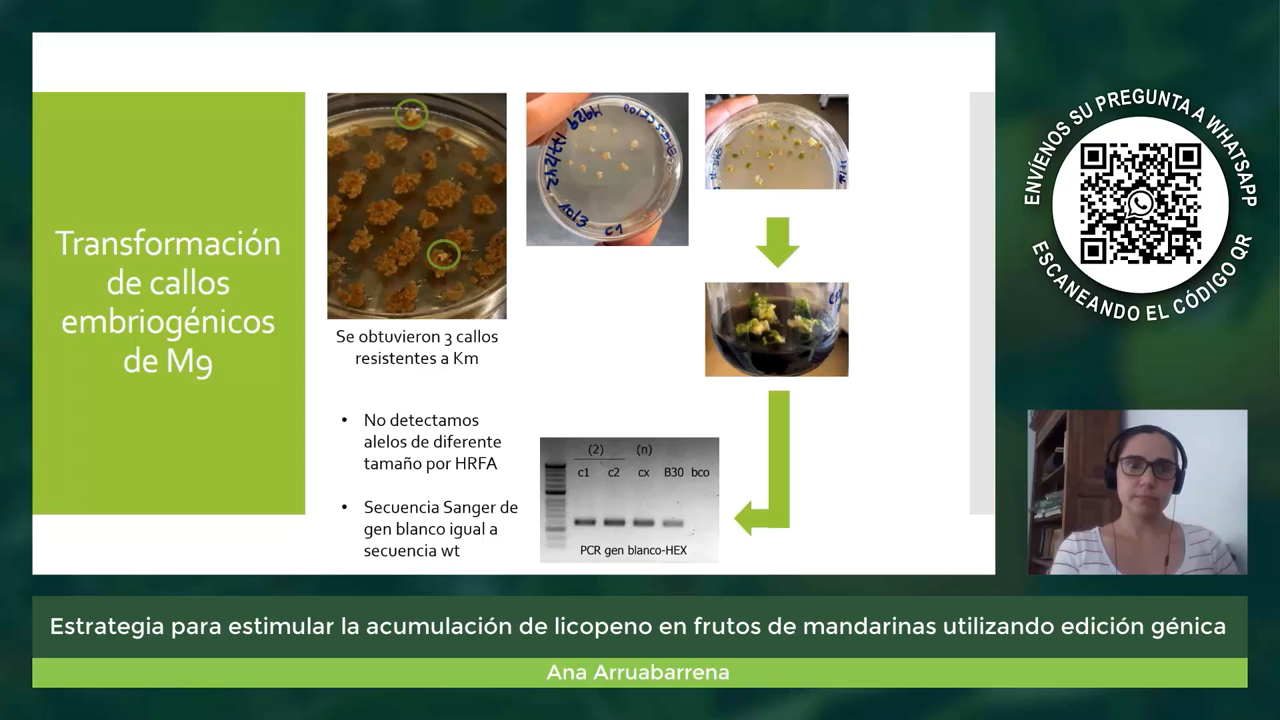 Transformación
de callos
embriogénicos
de M9
Se obtuvieron 3 callos
resistentes a Km
• No detectamos
alelos de diferente
tamaño por HRFA
• Secuencia Sanger de
gen blanco igual a
secuencia wt
10/3
C1
(2) (n)
c1 c2 cx B30 bco
PCR gen blanco-HEX
ENVÍENOS SU PREGUNTA A WHATSAPP
ESCANEANDO EL CÓDIGO QR
Estrategia para estimular la acumulación de licopeno en frutos de mandarinas utilizando edición génica
Ana Arruabarrena